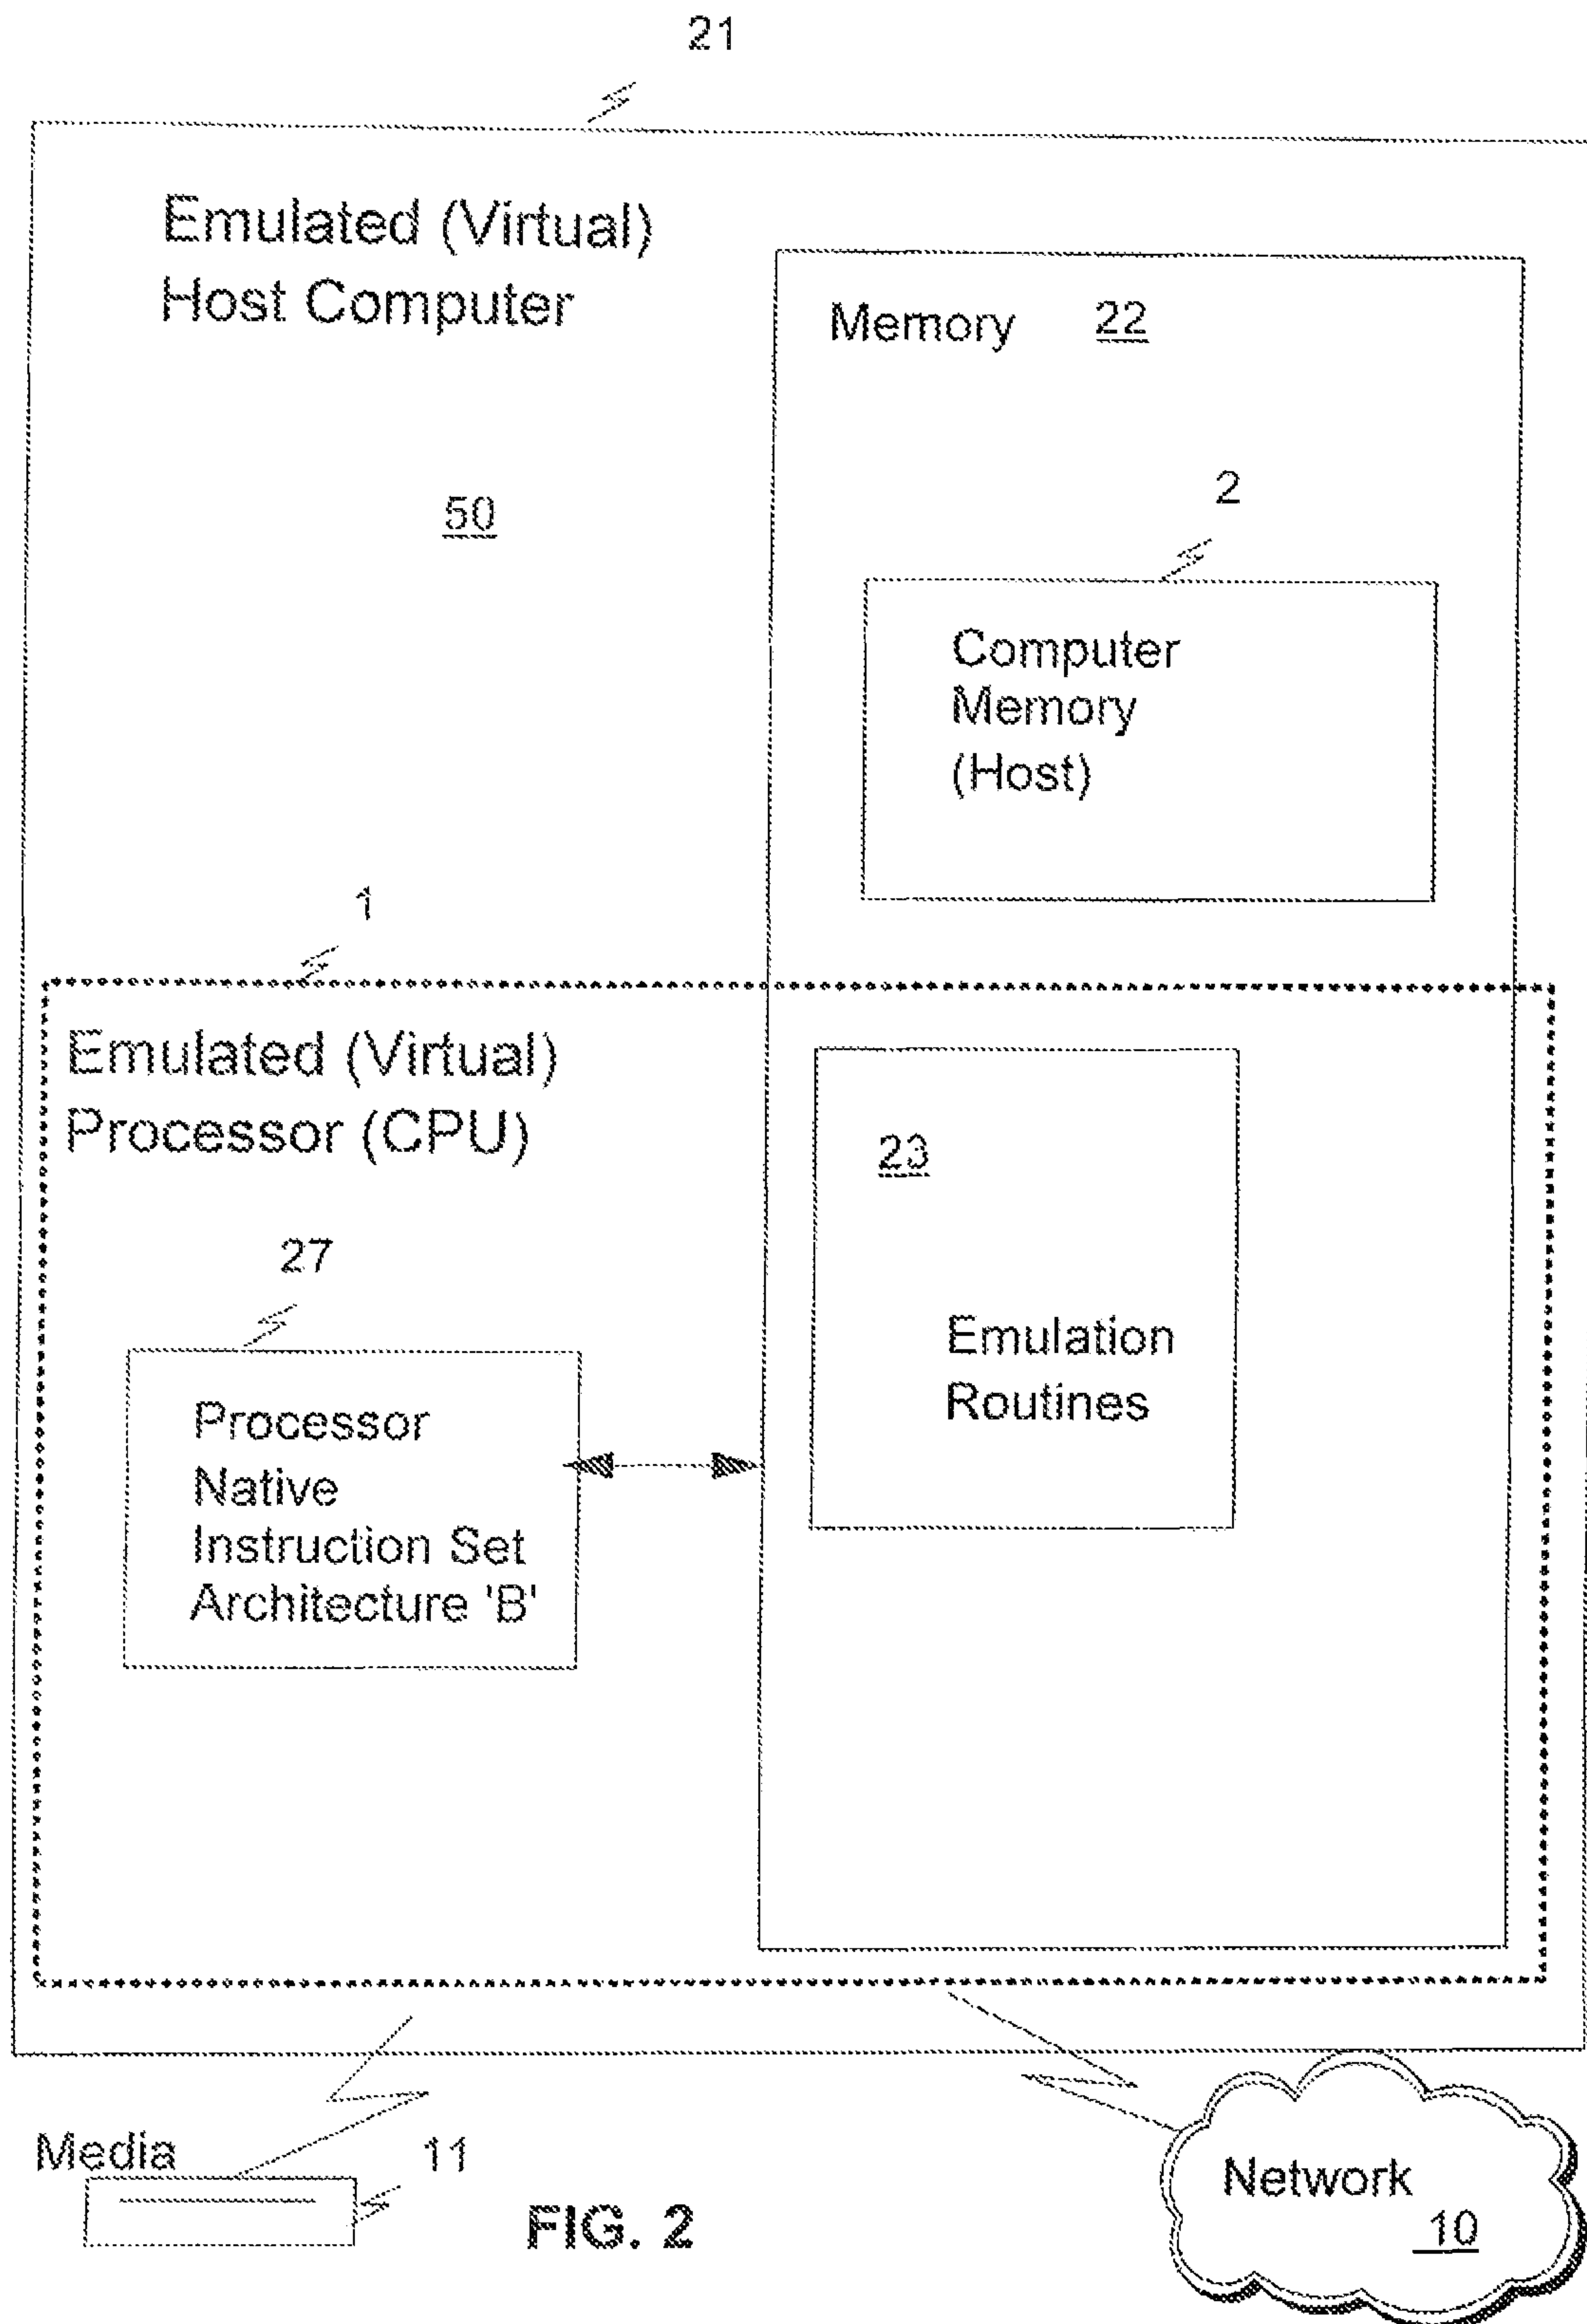 21
Emulated (Virtual)
Host Computer
50
Memory 22
2
Computer
Memory
(Host)
1
Emulated (Virtual)
Processor (CPU)
27
Processor
Native
Instruction Set
Architecture 'B'
23
Emulation
Routines
Media
11
FIG. 2
Network
10